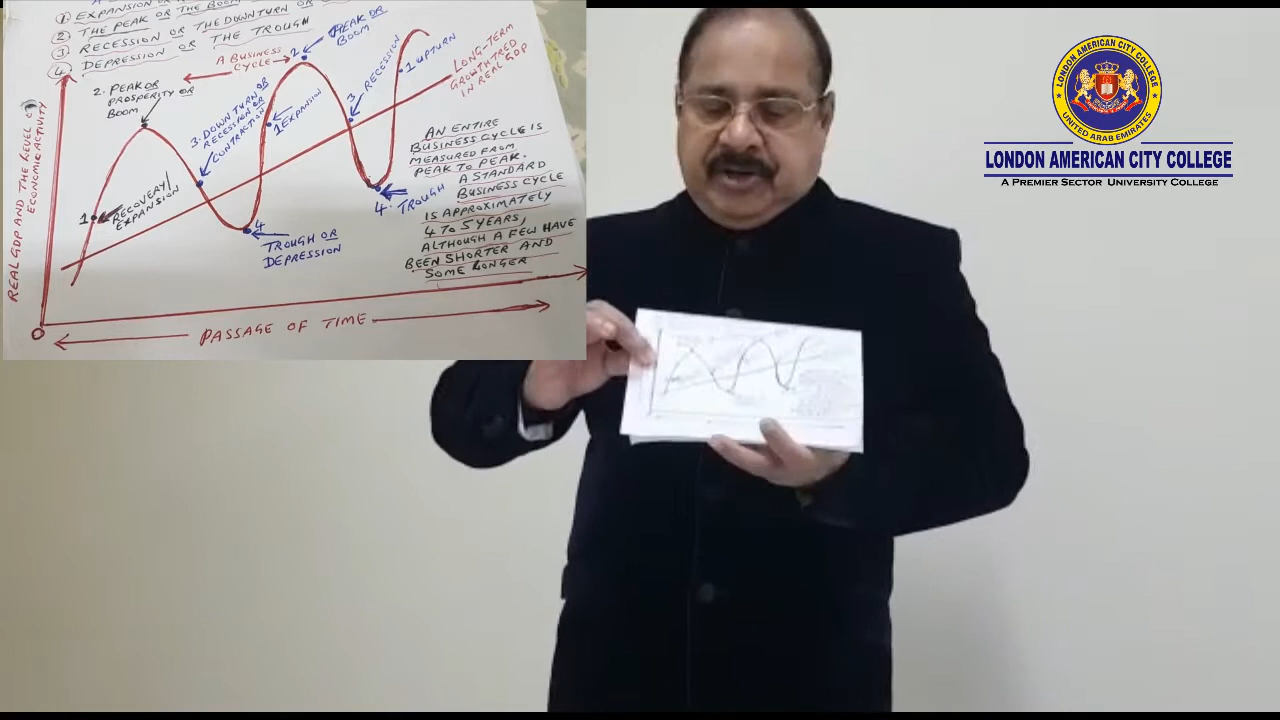 ① EXPANSION OR
② THE PEAK OR THE BOOM
③ RECESSION OR THE DOWNTURN OR
④ DEPRESSION OR THE TROUGH
A BUSINESS
CYCLE
2
PEAK OR
BOOM
2. PEAK OR
PROSPERITY OR
BOOM
3. DOWNTURN OR
RECESSION OR
CONTRACTION
1 EXPANSION
3 RECESSION
1 UPTURN
LONG-TERM
GROWTH TRED
IN REAL GDP
1
RECOVERY/
EXPANSION
4
TROUGH OR
DEPRESSION
4. TROUGH
AN ENTIRE
BUSINESS CYCLE IS
MEASURED FROM
PEAK TO PEAK.
A STANDARD
BUSINESS CYCLE
IS APPROXIMATELY
4 TO 5 YEARS,
ALTHOUGH A FEW HAVE
BEEN SHORTER AND
SOME LONGER
REAL GDP AND THE LEVEL OF
ECONOMIC ACTIVITY
O
PASSAGE OF TIME
LONDON AMERICAN CITY COLLEGE
UNITED ARAB EMIRATES
LONDON AMERICAN CITY COLLEGE
A PREMIER SECTOR UNIVERSITY COLLEGE